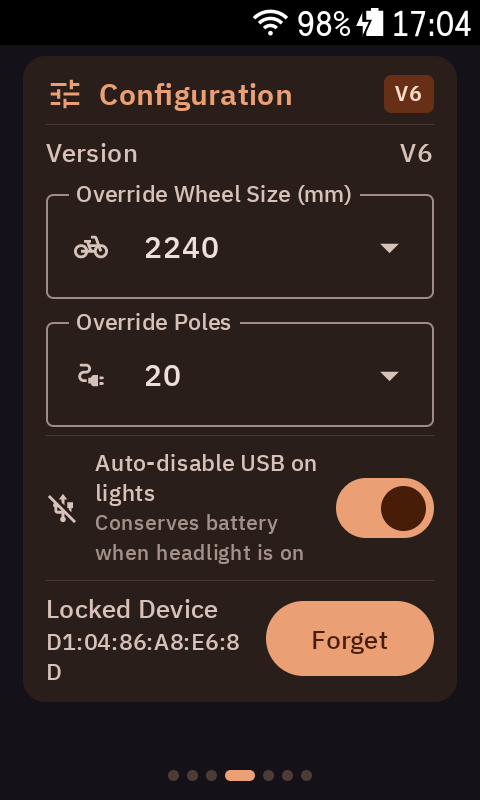 98% 17:04
Configuration V6
Version V6
Override Wheel Size (mm)
2240
Override Poles
20
Auto-disable USB on
lights
Conserves battery
when headlight is on
Locked Device
D1:04:86:A8:E6:8
D
Forget